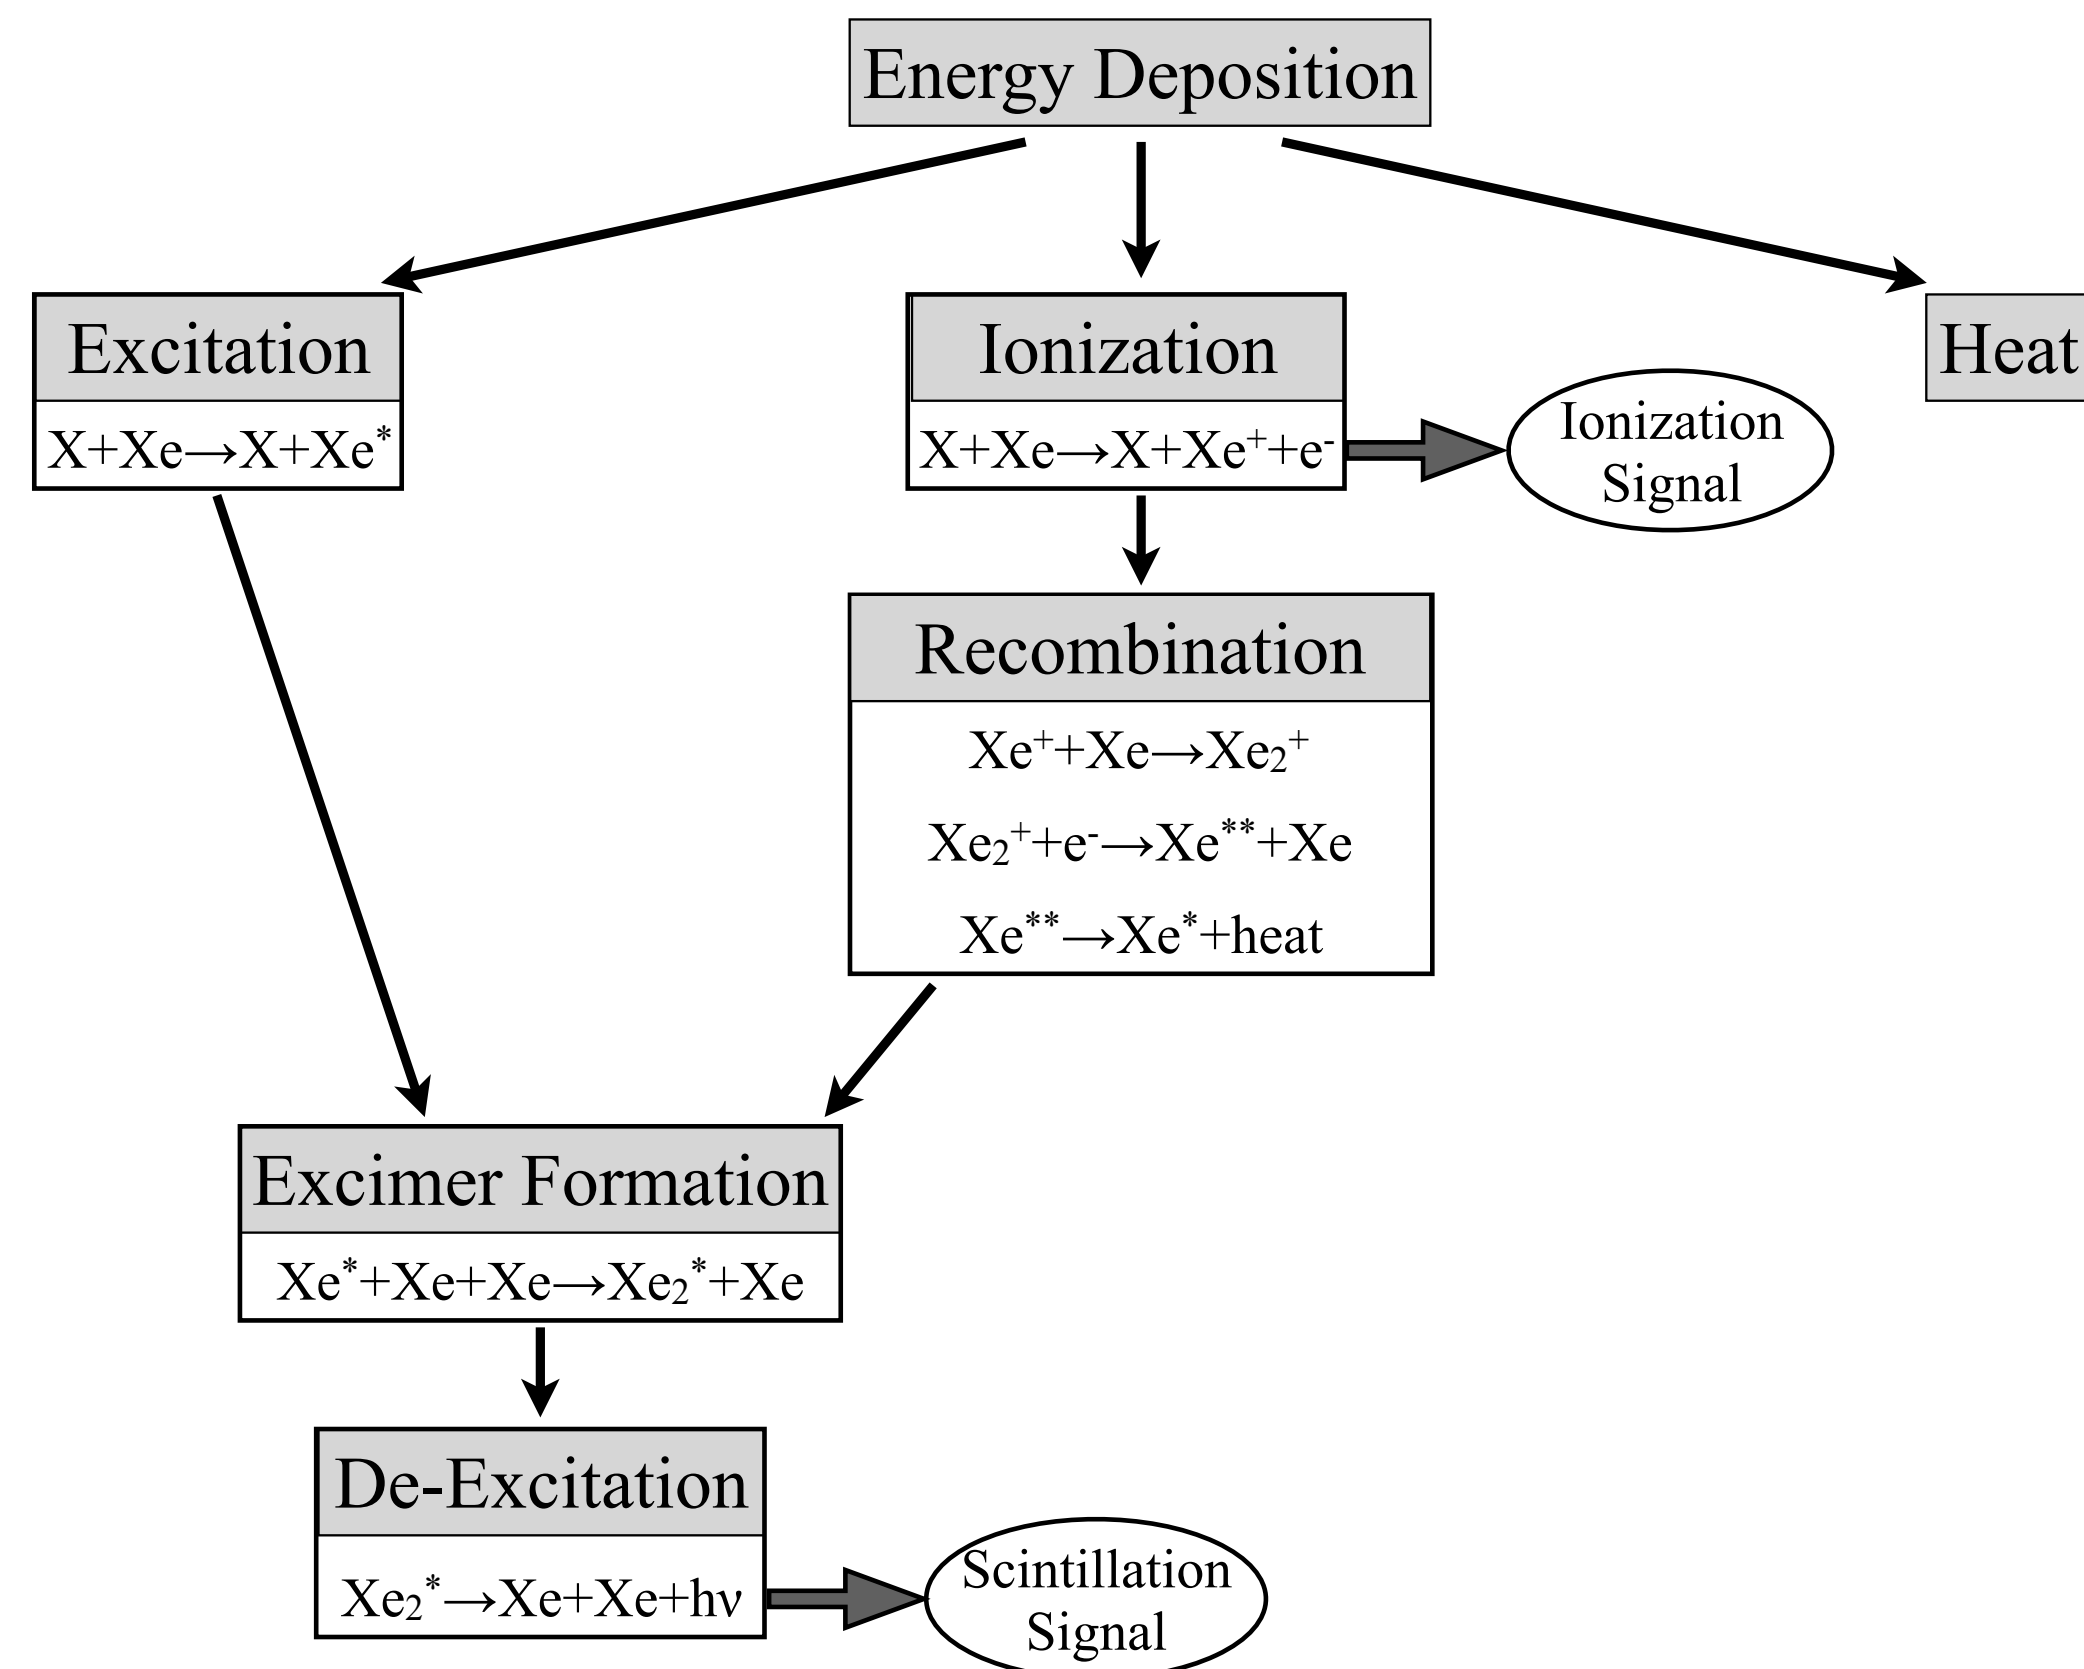 Energy Deposition
Excitation
X+Xe→X+Xe*
Ionization
X+Xe→X+Xe⁺+e⁻
Ionization
Signal
Heat
Recombination
Xe⁺+Xe→Xe₂⁺
Xe₂⁺+e⁻→Xe**+Xe
Xe**→Xe*+heat
Excimer Formation
Xe*+Xe+Xe→Xe₂*+Xe
De-Excitation
Xe₂*→Xe+Xe+hν
Scintillation
Signal